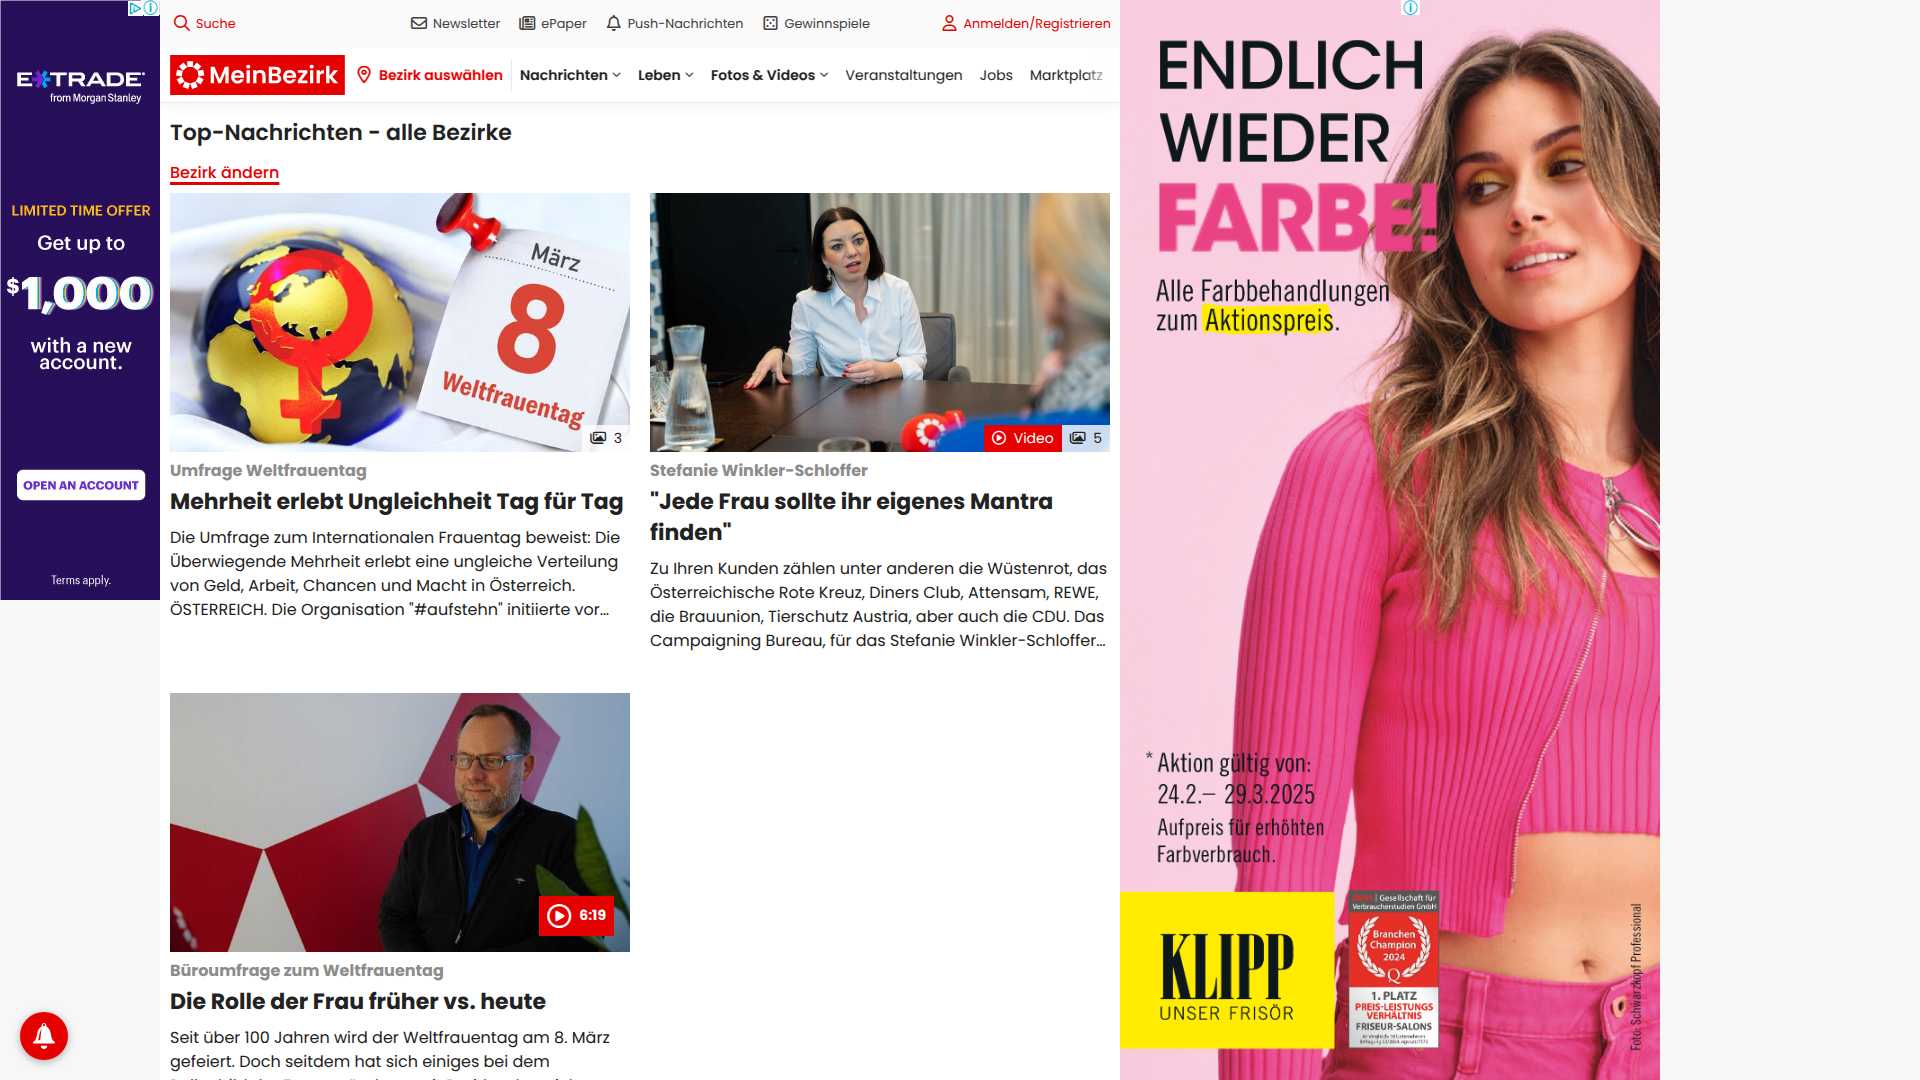 Suche
Newsletter
ePaper
Push-Nachrichten
Gewinnspiele
Anmelden/Registrieren
MeinBezirk
Bezirk auswählen
Nachrichten
Leben
Fotos & Videos
Veranstaltungen
Jobs
Marktplatz
E*TRADE
from Morgan Stanley
LIMITED TIME OFFER
Get up to
$1,000
with a new
account.
OPEN AN ACCOUNT
Terms apply.
Top-Nachrichten - alle Bezirke
Bezirk ändern
März
8
Weltfrauentag
3
Umfrage Weltfrauentag
Mehrheit erlebt Ungleichheit Tag für Tag
Die Umfrage zum Internationalen Frauentag beweist: Die
Überwiegende Mehrheit erlebt eine ungleiche Verteilung
von Geld, Arbeit, Chancen und Macht in Österreich.
ÖSTERREICH. Die Organisation "#aufstehn" initiierte vor...
Video
5
Stefanie Winkler-Schloffer
"Jede Frau sollte ihr eigenes Mantra
finden"
Zu Ihren Kunden zählen unter anderen die Wüstenrot, das
Österreichische Rote Kreuz, Diners Club, Attensam, REWE,
die Brauunion, Tierschutz Austria, aber auch die CDU. Das
Campaigning Bureau, für das Stefanie Winkler-Schloffer...
6:19
Büroumfrage zum Weltfrauentag
Die Rolle der Frau früher vs. heute
Seit über 100 Jahren wird der Weltfrauentag am 8. März
gefeiert. Doch seitdem hat sich einiges bei dem
ENDLICH
WIEDER
FARBE!
Alle Farbbehandlungen
zum Aktionspreis.
* Aktion gültig von:
24.2.– 29.3.2025
Aufpreis für erhöhten
Farbverbrauch.
KLIPP
UNSER FRISÖR
Gesellschaft für
Verbraucherstudien GmbH
Branchen
Champion
2024
1. PLATZ
PREIS-LEISTUNGS
VERHÄLTNIS
FRISEUR-SALONS
Foto: Schwarzkopf Professional